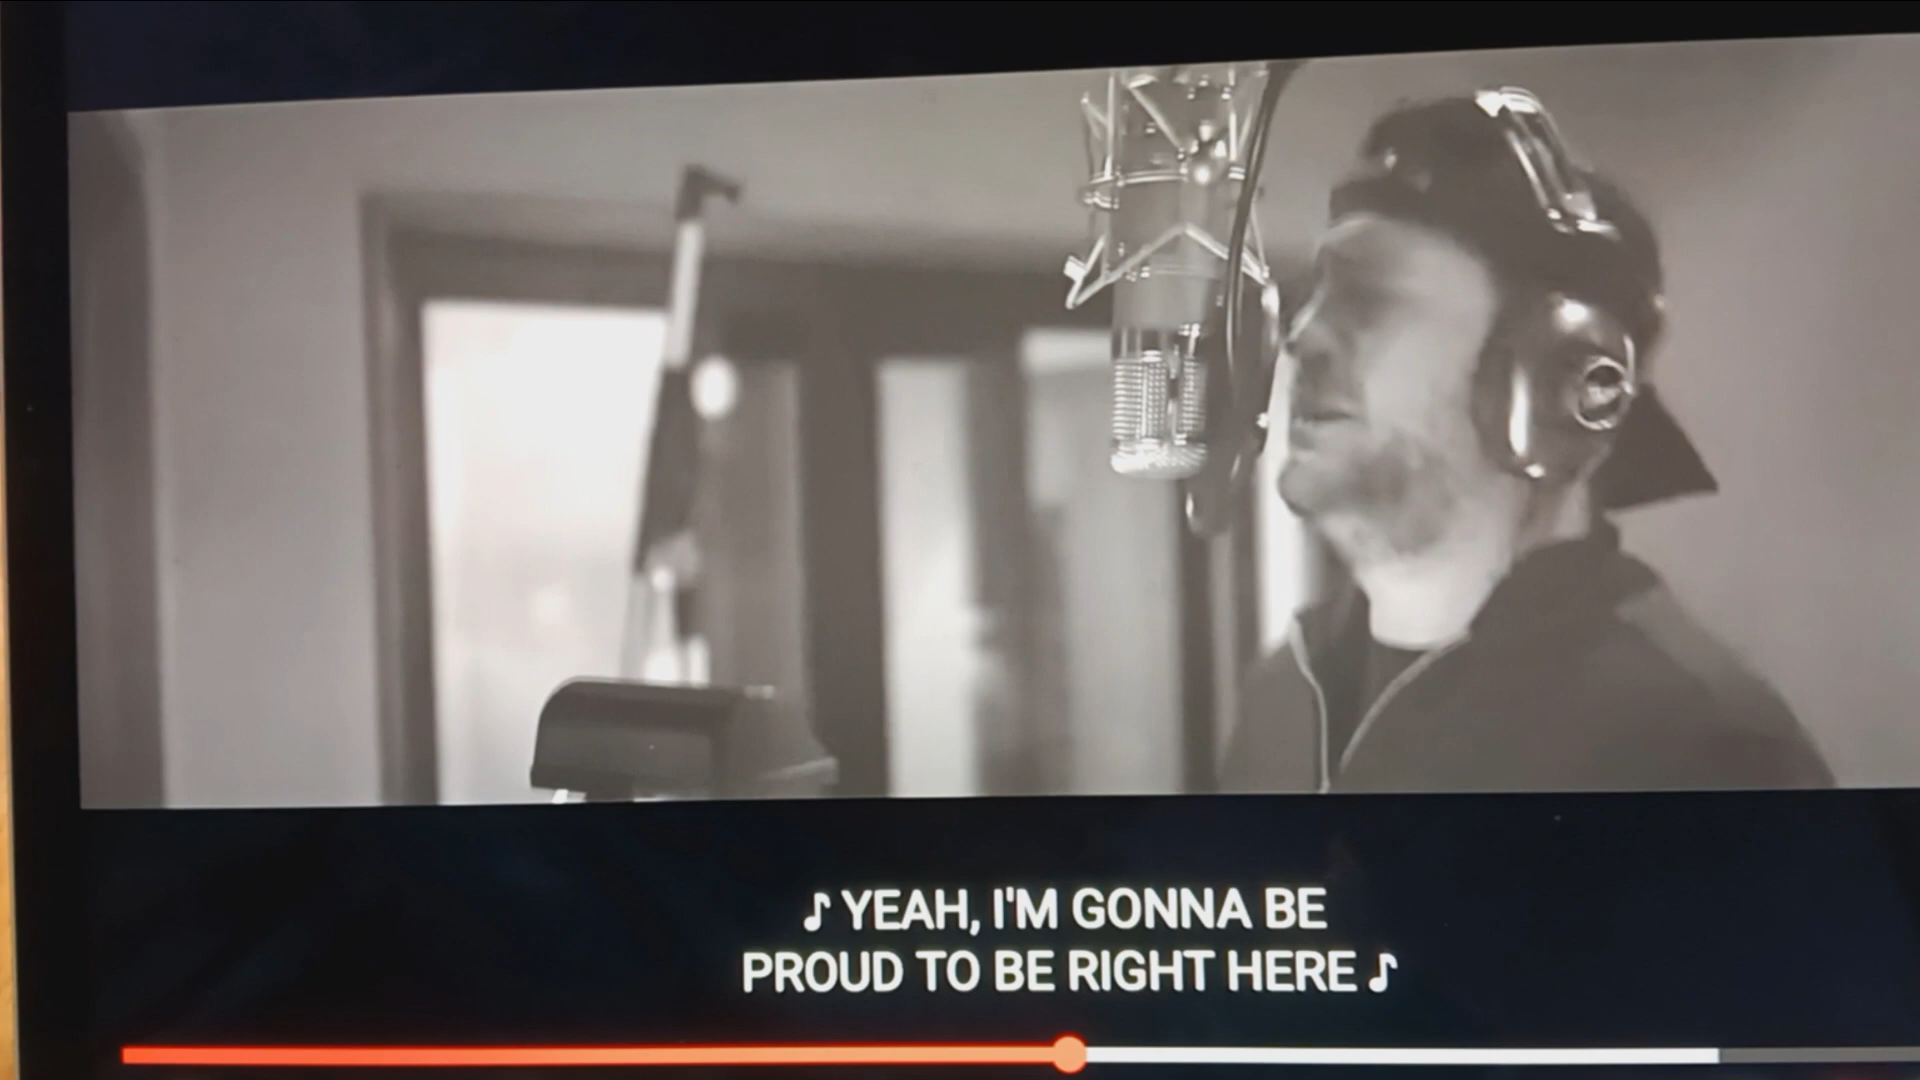 ♪ YEAH, I'M GONNA BE
PROUD TO BE RIGHT HERE ♪